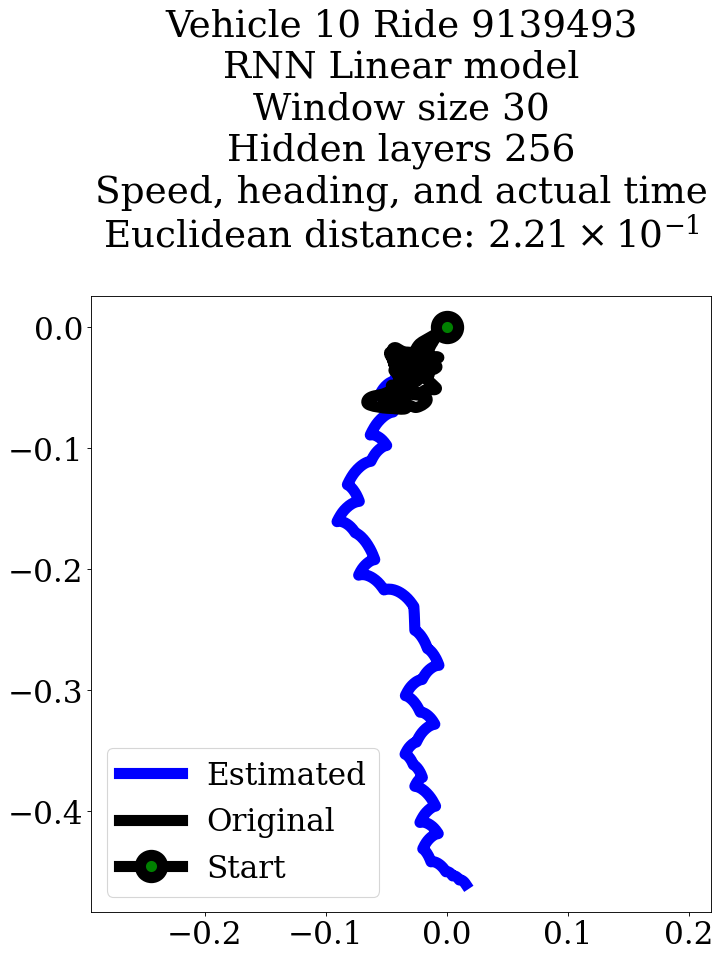 Vehicle 10 Ride 9139493
RNN Linear model
Window size 30
Hidden layers 256
Speed, heading, and actual time
Euclidean distance: 2.21 × 10⁻¹
0.0
−0.1
−0.2
−0.3
−0.4
Estimated
Original
Start
−0.2 −0.1 0.0 0.1 0.2